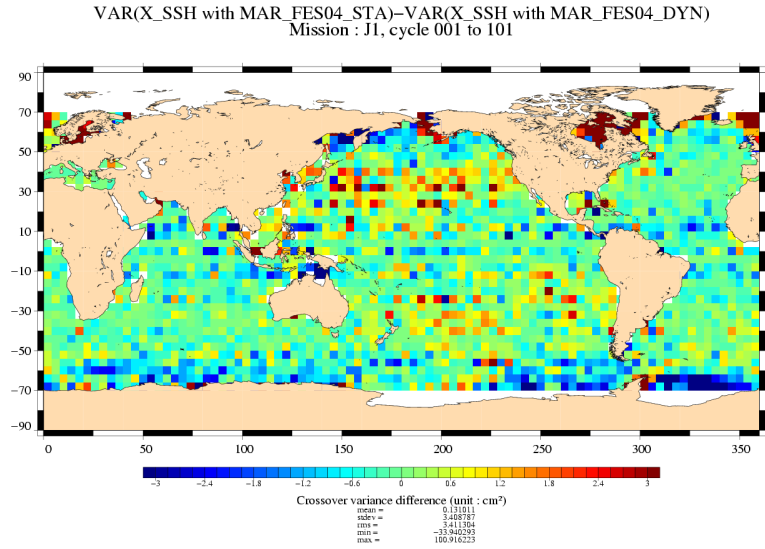 VAR(X_SSH with MAR_FES04_STA)−VAR(X_SSH with MAR_FES04_DYN)
Mission : J1, cycle 001 to 101
90
70
50
30
10
−10
−30
−50
−70
−90
0 50 100 150 200 250 300 350
−3 −2.4 −1.8 −1.2 −0.6 0 0.6 1.2 1.8 2.4 3
Crossover variance difference (unit : cm²)
mean = 0.131011
stdev = 3.408787
rms = 3.411304
min = −33.940293
max = 100.916223